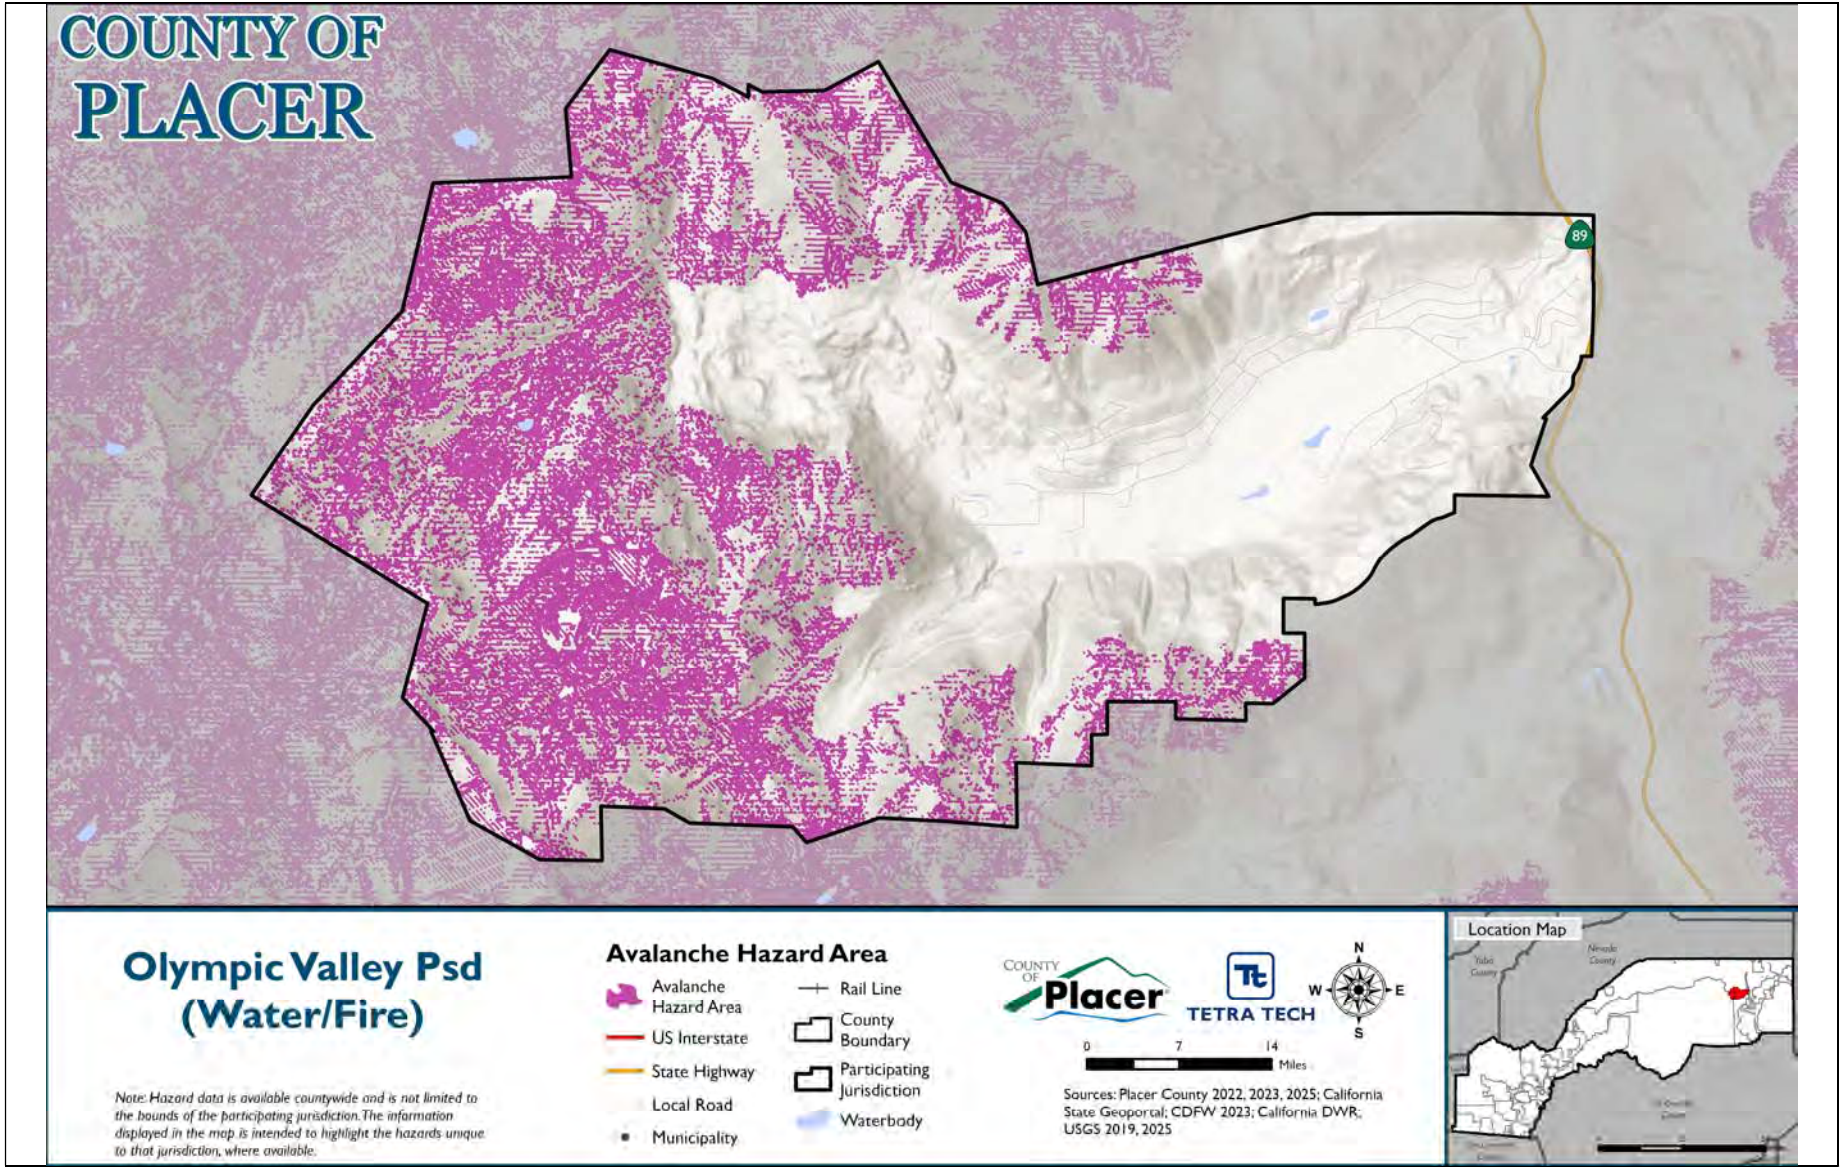 COUNTY OF
PLACER
89
Olympic Valley Psd
(Water/Fire)
Note: Hazard data is available countywide and is not limited to
the bounds of the participating jurisdiction. The information
displayed in the map is intended to highlight the hazards unique
to that jurisdiction, where available.
Avalanche Hazard Area
Avalanche
Hazard Area
US Interstate
State Highway
Local Road
Municipality
Rail Line
County
Boundary
Participating
Jurisdiction
Waterbody
COUNTY
OF
Placer
Tt
TETRA TECH
N
W
E
S
0 7 14
Miles
Sources: Placer County 2022, 2023, 2025; California
State Geoportal; CDFW 2023; California DWR;
USGS 2019, 2025
Location Map
Yuba
County
Nevada
County
County